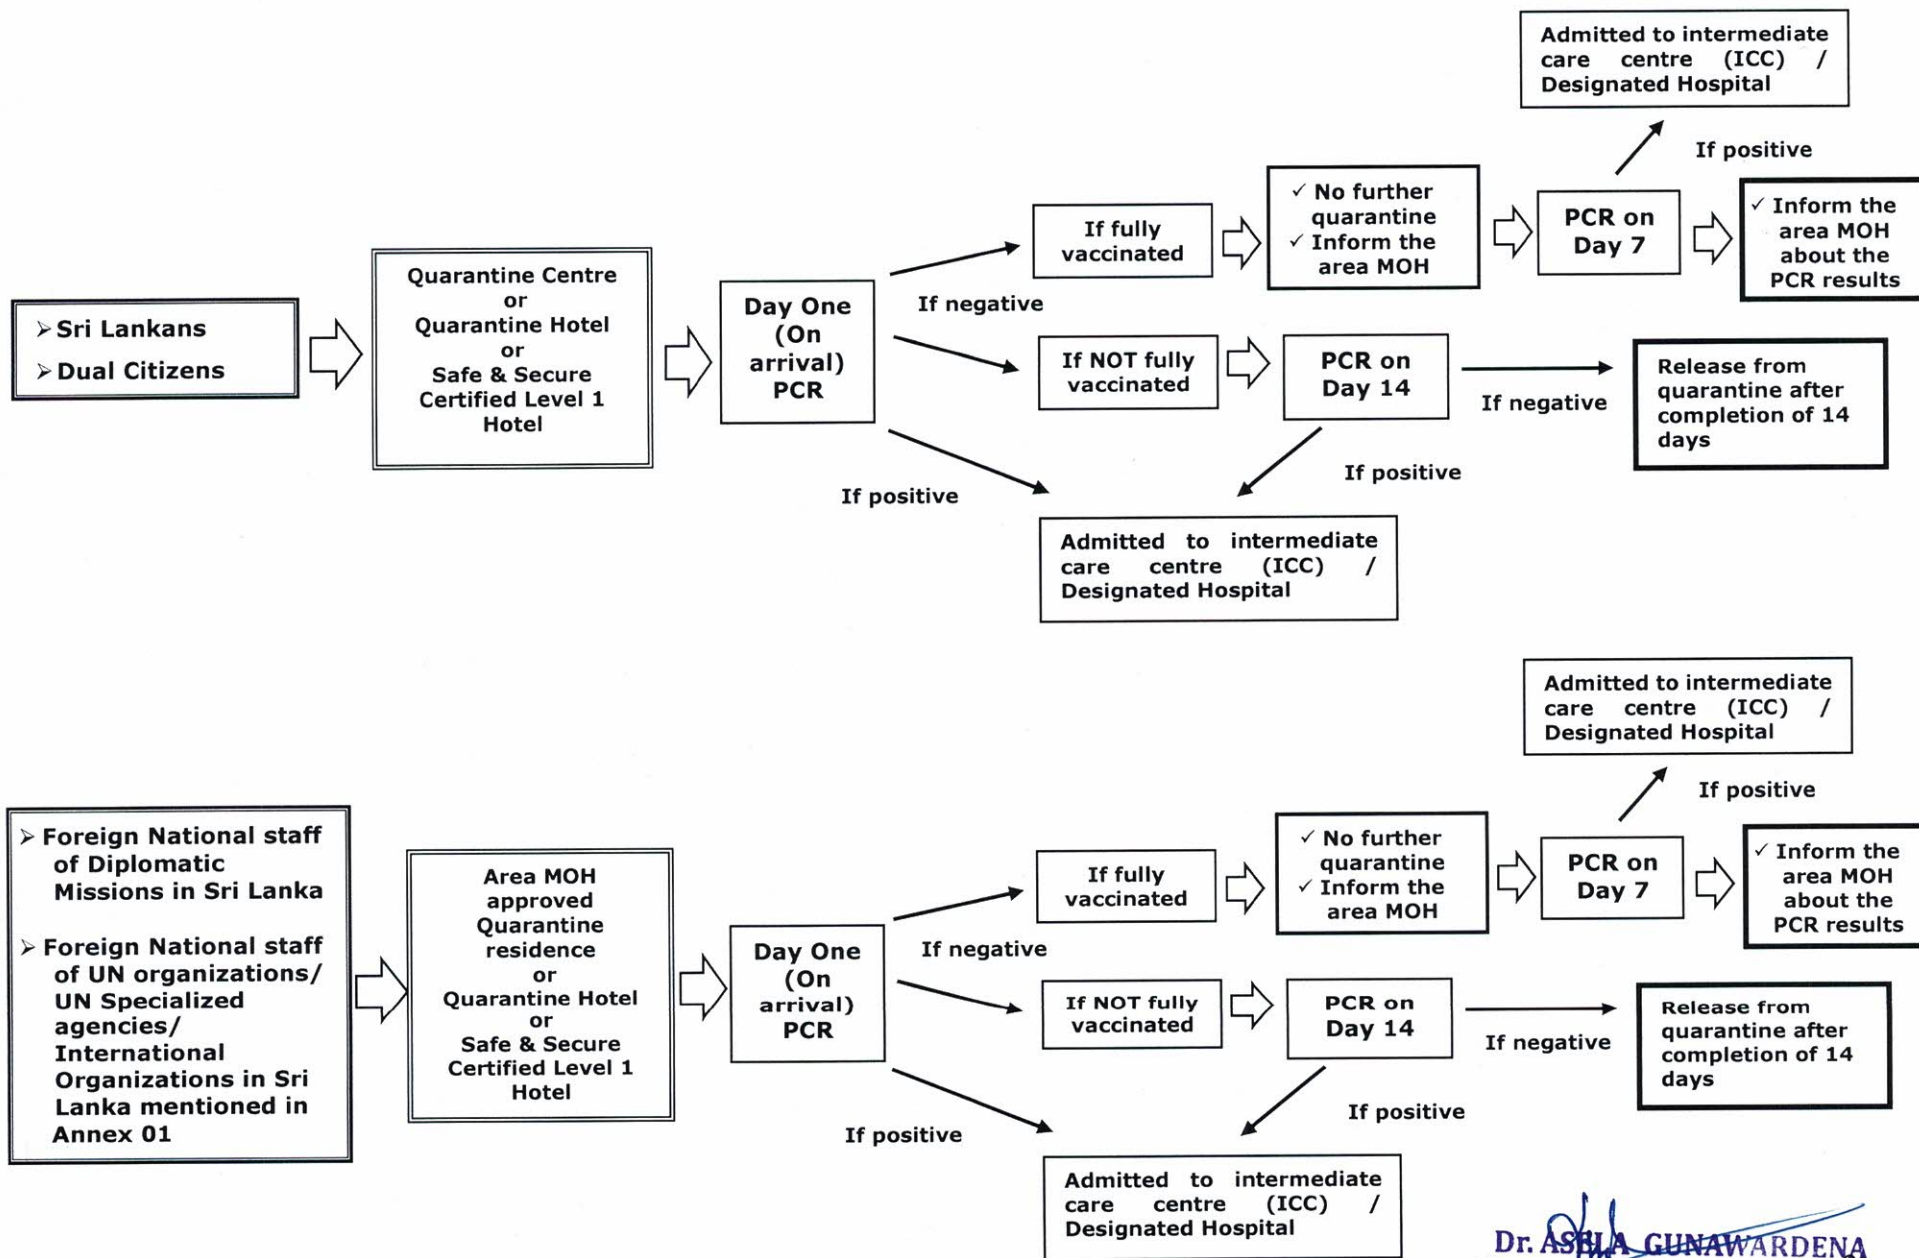 Admitted to intermediate
care centre (ICC) /
Designated Hospital
If positive
➢ Sri Lankans
➢ Dual Citizens
Quarantine Centre
or
Quarantine Hotel
or
Safe & Secure
Certified Level 1
Hotel
Day One
(On
arrival)
PCR
If negative
If fully
vaccinated
✓ No further
quarantine
✓ Inform the
area MOH
PCR on
Day 7
✓ Inform the
area MOH
about the
PCR results
If NOT fully
vaccinated
PCR on
Day 14
If negative
Release from
quarantine after
completion of 14
days
If positive
If positive
Admitted to intermediate
care centre (ICC) /
Designated Hospital
Admitted to intermediate
care centre (ICC) /
Designated Hospital
If positive
➢ Foreign National staff
of Diplomatic
Missions in Sri Lanka
➢ Foreign National staff
of UN organizations/
UN Specialized
agencies/
International
Organizations in Sri
Lanka mentioned in
Annex 01
Area MOH
approved
Quarantine
residence
or
Quarantine Hotel
or
Safe & Secure
Certified Level 1
Hotel
Day One
(On
arrival)
PCR
If negative
If fully
vaccinated
✓ No further
quarantine
✓ Inform the
area MOH
PCR on
Day 7
✓ Inform the
area MOH
about the
PCR results
If NOT fully
vaccinated
PCR on
Day 14
If negative
Release from
quarantine after
completion of 14
days
If positive
If positive
Admitted to intermediate
care centre (ICC) /
Designated Hospital
Dr. ASELA GUNAWARDENA